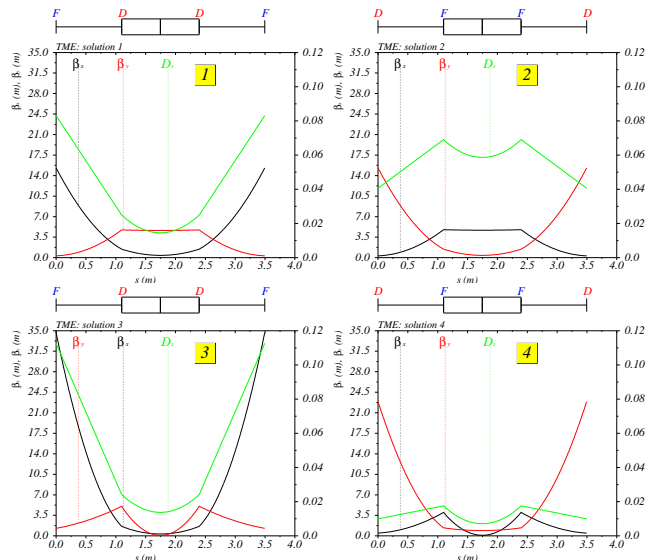 F D D F
TME: solution 1
βx βy Dx
1
β (m), β (m)
35.0 31.5 28.0 24.5 21.0 17.5 14.0 10.5 7.0 3.5 0.0
0.12 0.10 0.08 0.06 0.04 0.02 0.0
0.0 0.5 1.0 1.5 2.0 2.5 3.0 3.5 4.0
s (m)
D F F D
TME: solution 2
βx βy Dx
2
β (m), β (m)
35.0 31.5 28.0 24.5 21.0 17.5 14.0 10.5 7.0 3.5 0.0
0.12 0.10 0.08 0.06 0.04 0.02 0.0
0.0 0.5 1.0 1.5 2.0 2.5 3.0 3.5 4.0
s (m)
F D D F
TME: solution 3
βy βx Dx
3
β (m), β (m)
35.0 31.5 28.0 24.5 21.0 17.5 14.0 10.5 7.0 3.5 0.0
0.12 0.10 0.08 0.06 0.04 0.02 0.0
0.0 0.5 1.0 1.5 2.0 2.5 3.0 3.5 4.0
s (m)
D F F D
TME: solution 4
βx βy Dx
4
β (m), β (m)
35.0 31.5 28.0 24.5 21.0 17.5 14.0 10.5 7.0 3.5 0.0
0.12 0.10 0.08 0.06 0.04 0.02 0.0
0.0 0.5 1.0 1.5 2.0 2.5 3.0 3.5 4.0
s (m)